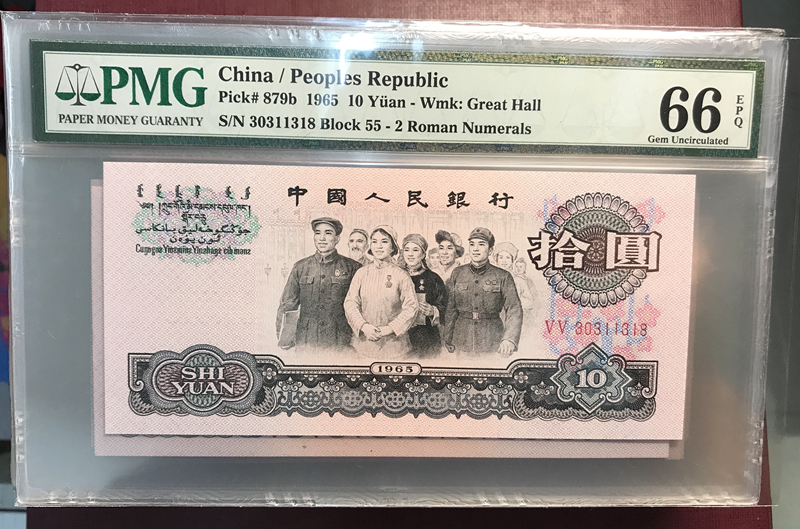 PMG
PAPER MONEY GUARANTY
China / Peoples Republic
Pick# 879b 1965 10 Yüan - Wmk: Great Hall
S/N 30311318 Block 55 - 2 Roman Numerals
66
EPQ
Gem Uncirculated
中國人民銀行
拾圓
VV 30311318
1965
SHI
YUAN
10